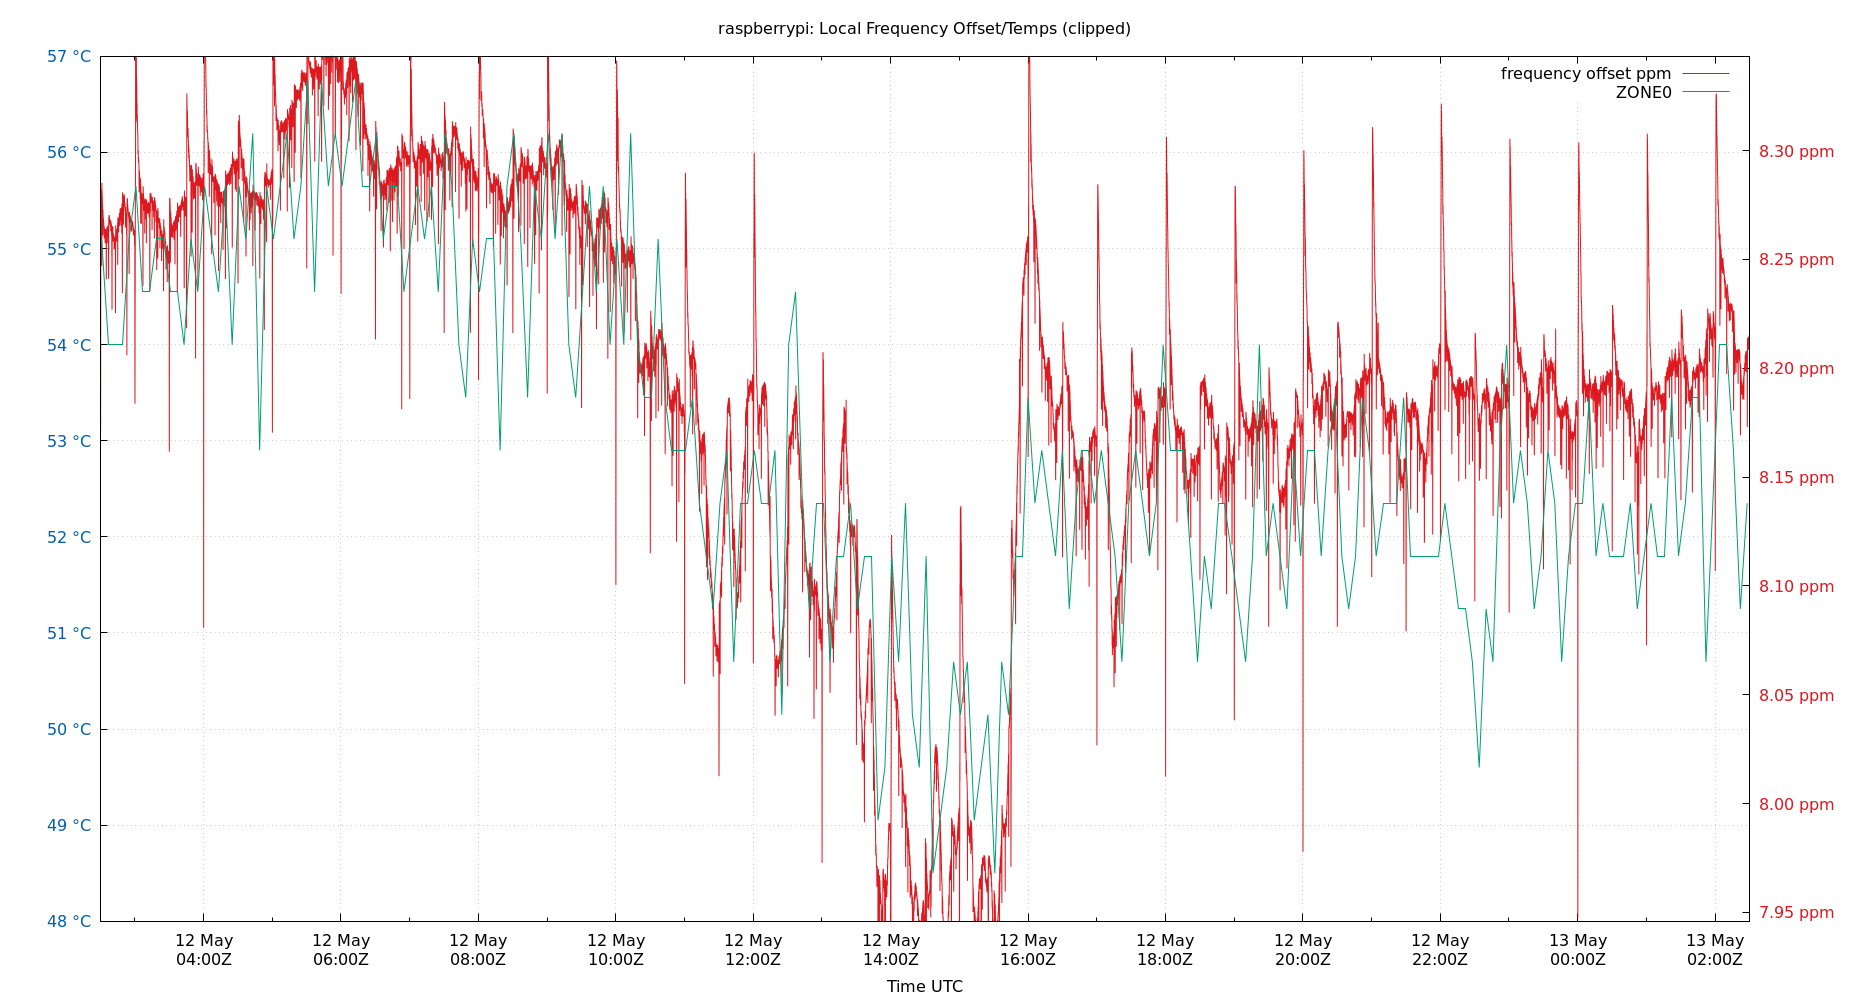 raspberrypi: Local Frequency Offset/Temps (clipped)
frequency offset ppm
ZONE0
57 °C
56 °C
55 °C
54 °C
53 °C
52 °C
51 °C
50 °C
49 °C
48 °C
8.30 ppm
8.25 ppm
8.20 ppm
8.15 ppm
8.10 ppm
8.05 ppm
8.00 ppm
7.95 ppm
12 May 12 May 12 May 12 May 12 May 12 May 12 May 12 May 12 May 12 May 13 May 13 May
04:00Z 06:00Z 08:00Z 10:00Z 12:00Z 14:00Z 16:00Z 18:00Z 20:00Z 22:00Z 00:00Z 02:00Z
Time UTC